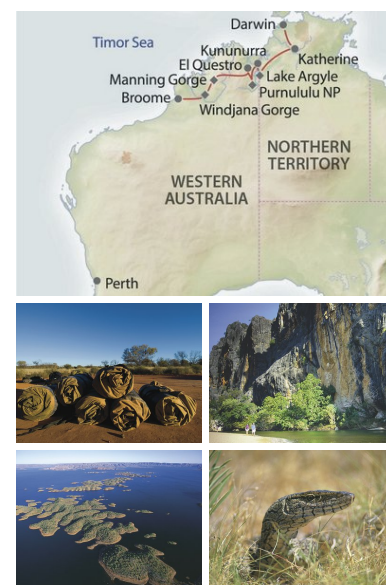 Darwin
Timor Sea
Kununurra
Katherine
El Questro
Lake Argyle
Manning Gorge
Purnululu NP
Broome
Windjana Gorge
NORTHERN
TERRITORY
WESTERN
AUSTRALIA
Perth